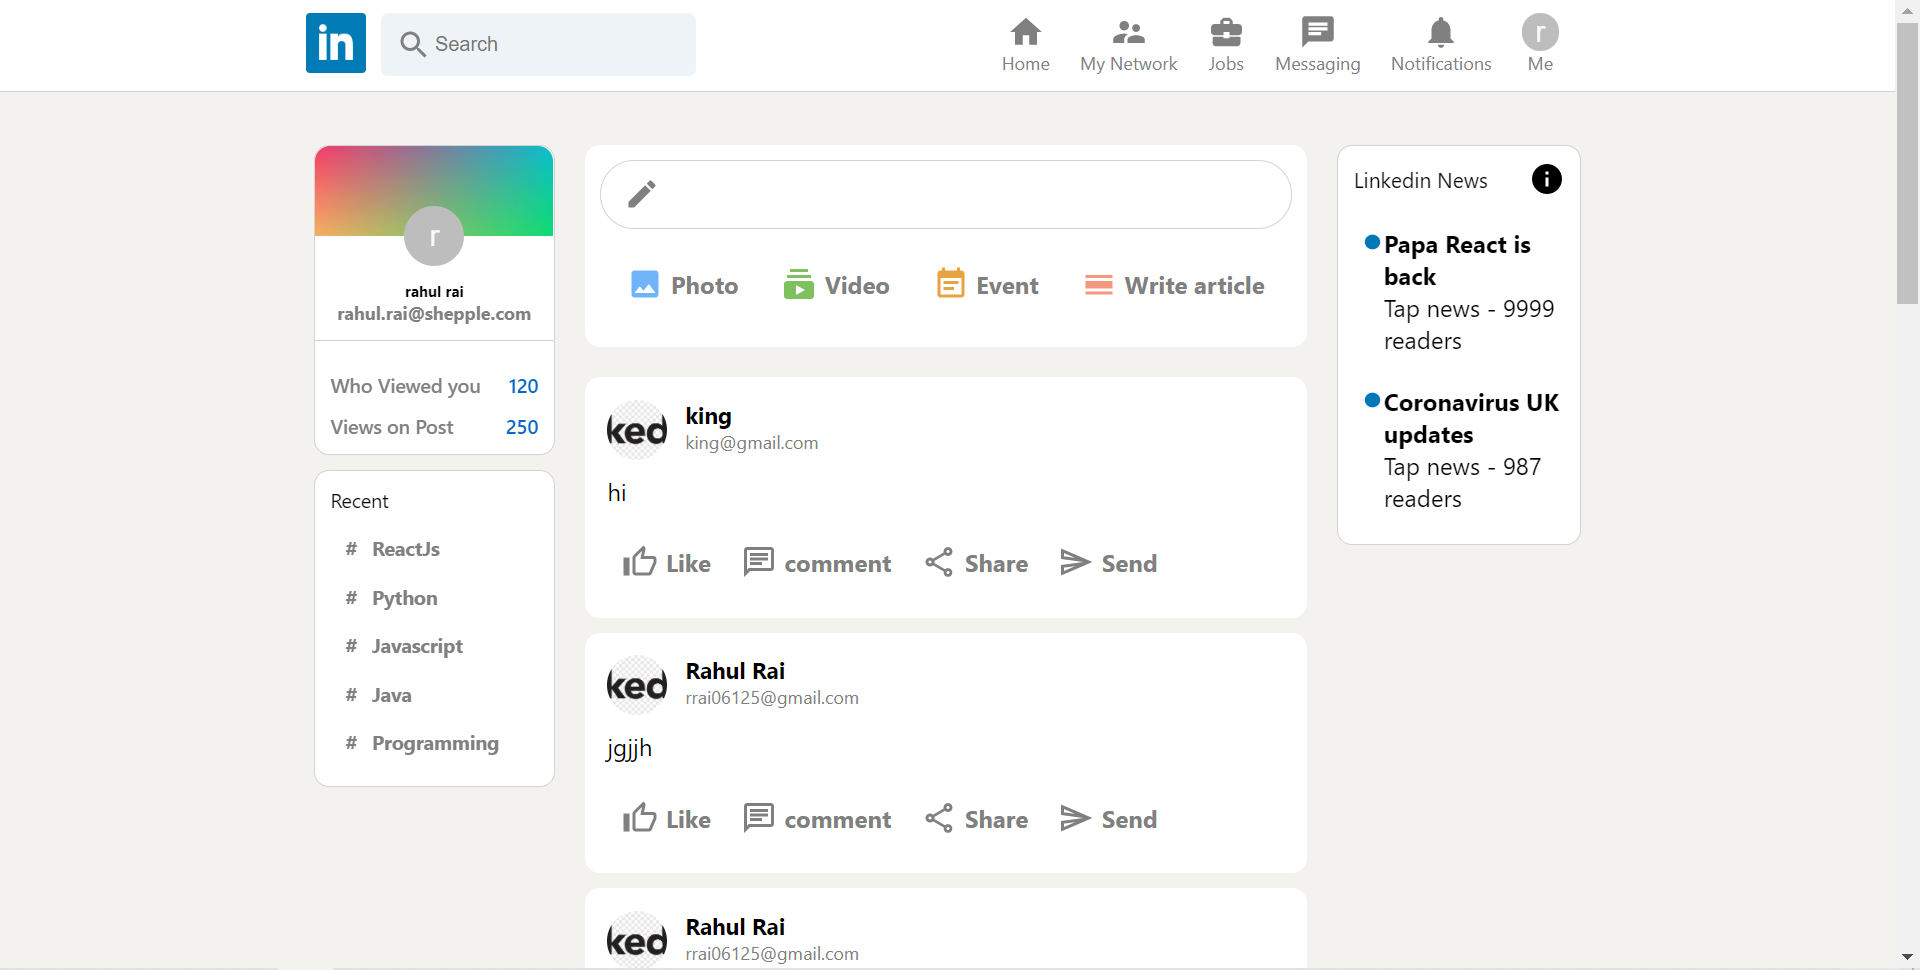 in
Search
Home
My Network
Jobs
Messaging
Notifications
r
Me
r
rahul rai
rahul.rai@shepple.com
Who Viewed you 120
Views on Post 250
Recent
# ReactJs
# Python
# Javascript
# Java
# Programming
Photo
Video
Event
Write article
ked
king
king@gmail.com
hi
Like
comment
Share
Send
ked
Rahul Rai
rrai06125@gmail.com
jgjjh
Like
comment
Share
Send
ked
Rahul Rai
rrai06125@gmail.com
Linkedin News
Papa React is
back
Tap news - 9999
readers
Coronavirus UK
updates
Tap news - 987
readers